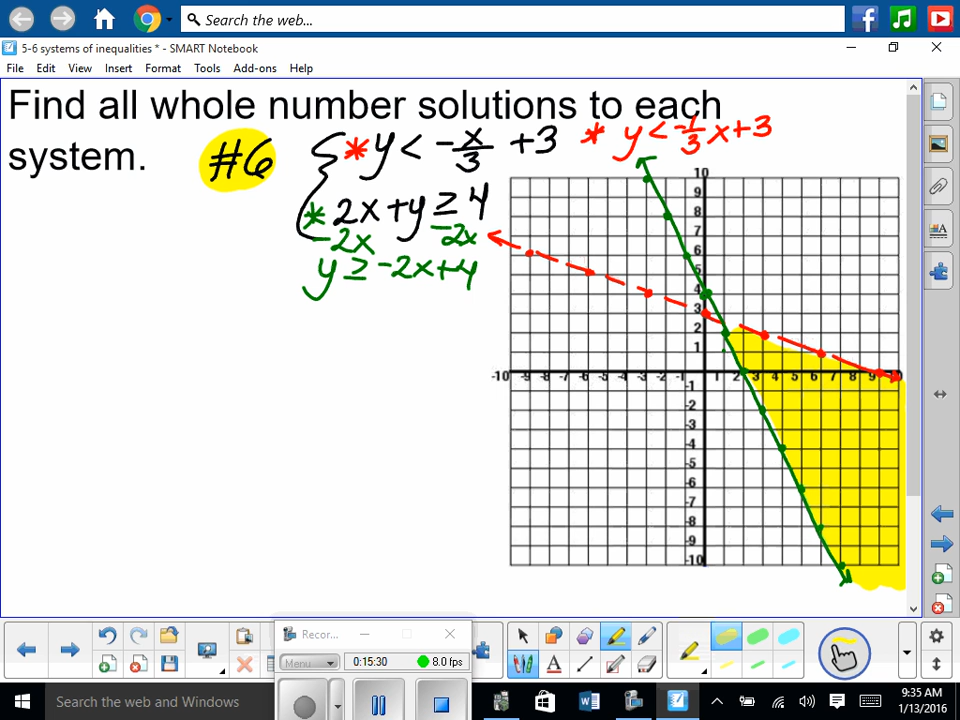 Search the web...
5-6 systems of inequalities * - SMART Notebook
File Edit View Insert Format Tools Add-ons Help
Find all whole number solutions to each
system. #6
* y < -x/3 + 3
* y < -1/3 x + 3
* 2x + y ≥ 4
-2x -2x
y ≥ -2x + 4
10
9
8
7
6
5
4
3
2
1
-10 -9 -8 -7 -6 -5 -4 -3 -2 -1 1 2 3 4 5 6 7 8 9 10
-1
-2
-3
-4
-5
-6
-7
-8
-9
-10
Recor...
Menu 0:15:30 8.0 fps
A
Search the web and Windows
9:35 AM
1/13/2016